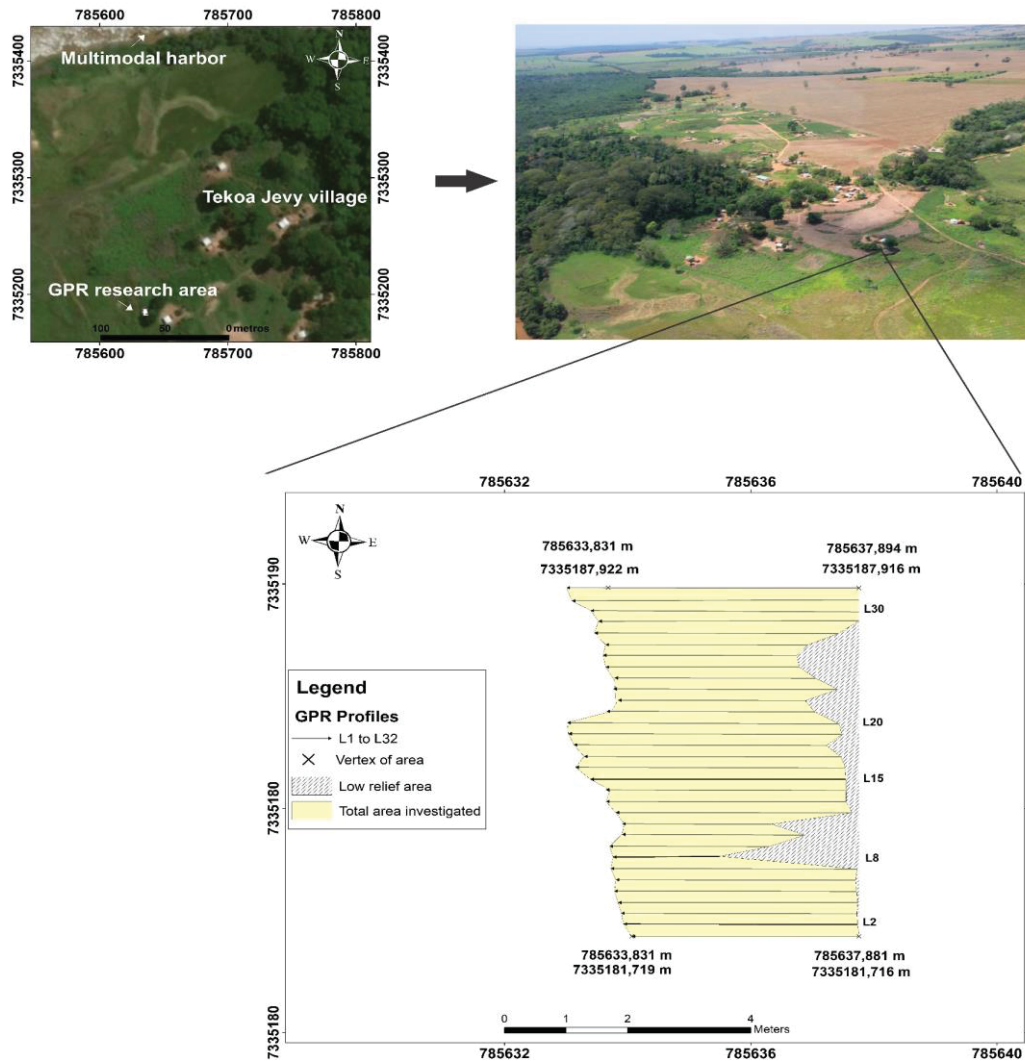 785600 785700 785800
Multimodal harbor
N
W E
S
7335400
7335400
7335300
7335300
Tekoa Jevy village
7335200
7335200
GPR research area
100 50 0 metros
785600 785700 785800
785632 785636 785640
N
W E
S
785633,831 m
7335187,922 m
785637,894 m
7335187,916 m
7335190
7335190
L30
L20
L15
L8
L2
Legend
GPR Profiles
L1 to L32
Vertex of area
Low relief area
Total area investigated
7335180
7335180
785633,831 m
7335181,719 m
785637,881 m
7335181,716 m
7335180
7335180
0 1 2 4
Meters
785632 785636 785640